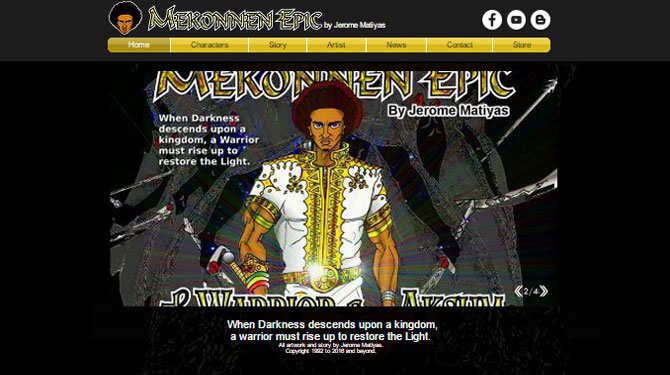 MEKONNEN EPIC by Jerome Matiyas
Home Characters Story Artist News Contact Store
MEKONNEN EPIC
By Jerome Matiyas
When Darkness
descends upon a
kingdom, a Warrior
must rise up to
restore the Light.
2/4
Warrior of Aksum
When Darkness descends upon a kingdom,
a warrior must rise up to restore the Light.
All artwork and story by Jerome Matiyas.
Copyright 1992 to 2016 and beyond.